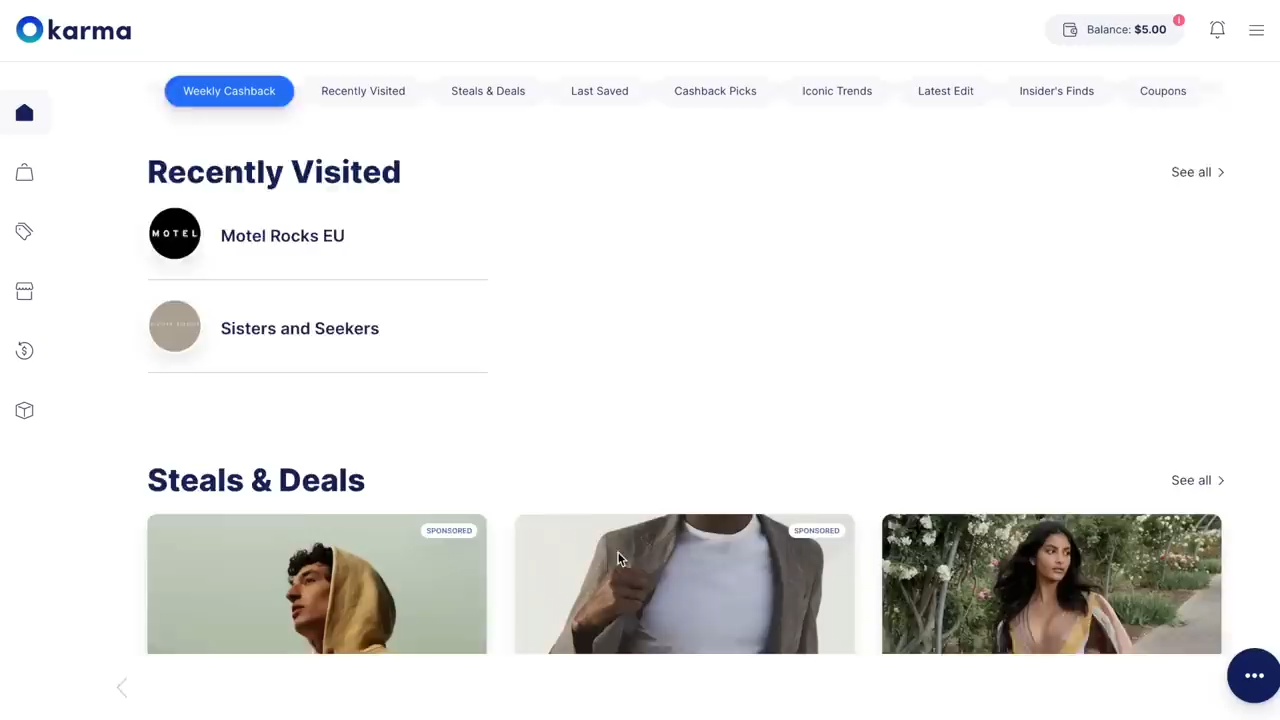 karma
Balance: $5.00
Weekly Cashback
Recently Visited
Steals & Deals
Last Saved
Cashback Picks
Iconic Trends
Latest Edit
Insider's Finds
Coupons
Recently Visited
See all
MOTEL
Motel Rocks EU
Sisters and Seekers
Steals & Deals
See all
SPONSORED
SPONSORED